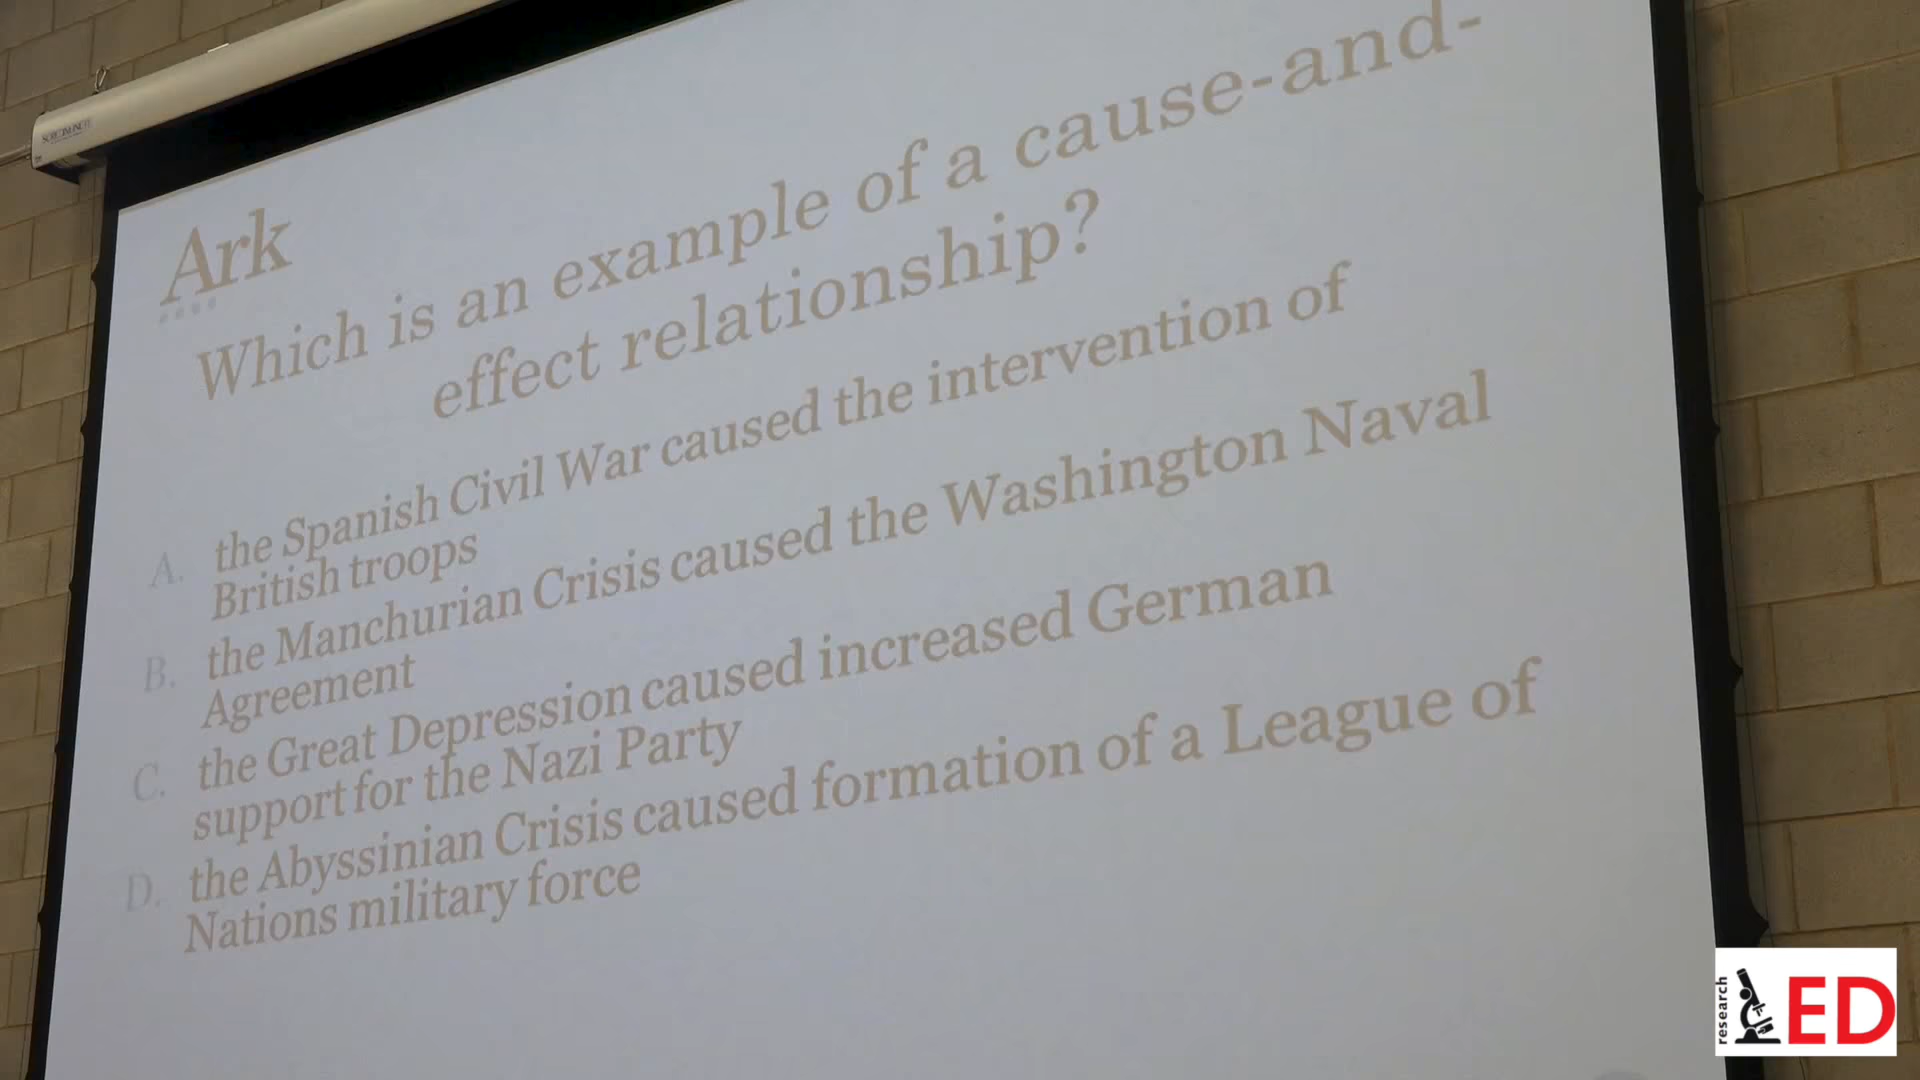 Ark
Which is an example of a cause-and-
effect relationship?
A. the Spanish Civil War caused the intervention of
British troops
B. the Manchurian Crisis caused the Washington Naval
Agreement
C. the Great Depression caused increased German
support for the Nazi Party
D. the Abyssinian Crisis caused formation of a League of
Nations military force
research
ED